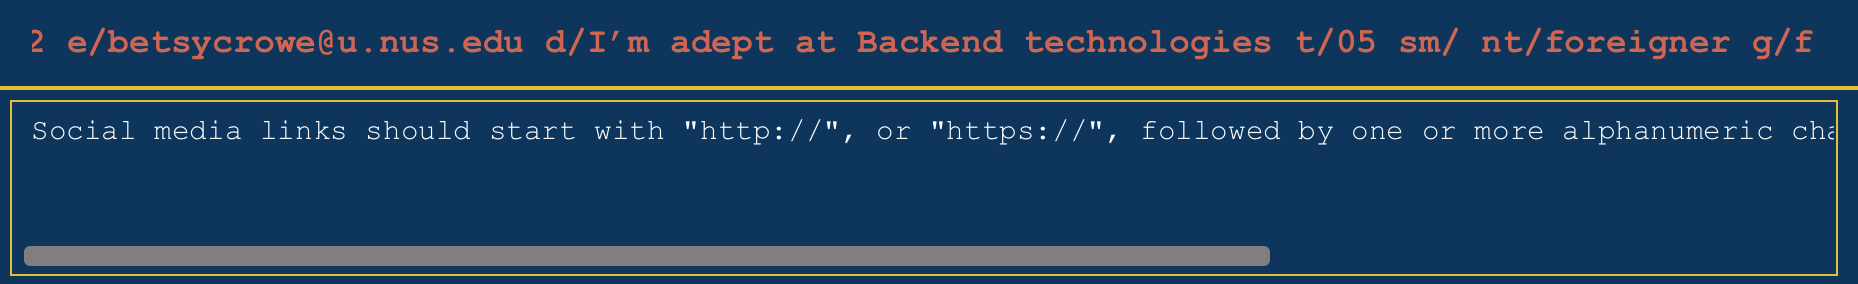 2 e/betsycrowe@u.nus.edu d/I’m adept at Backend technologies t/05 sm/ nt/foreigner g/f
Social media links should start with "http://", or "https://", followed by one or more alphanumeric cha